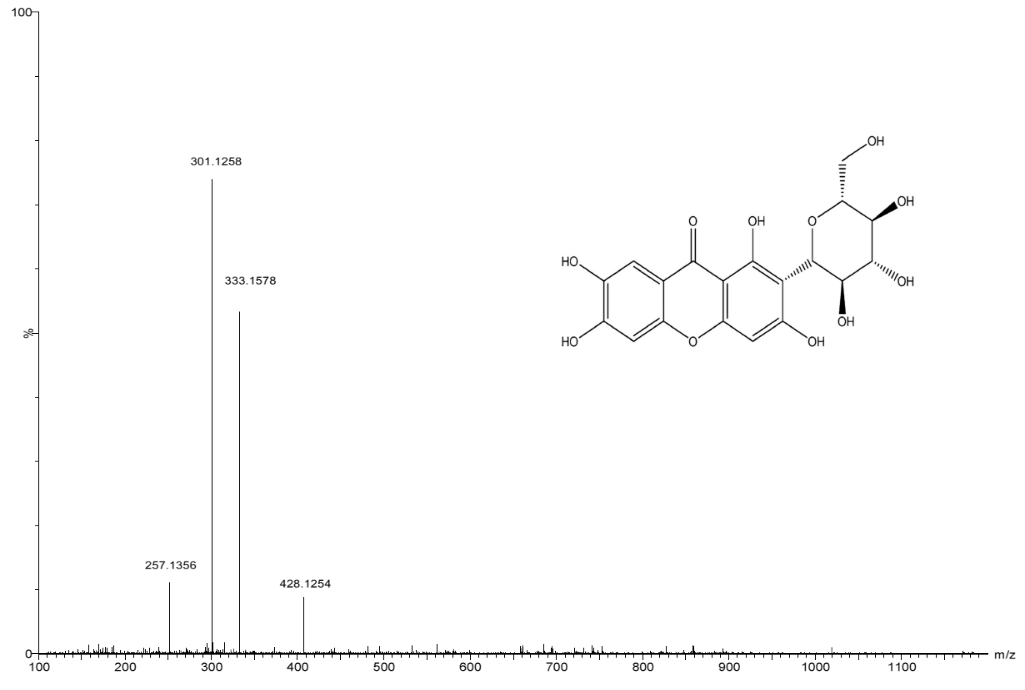 100
301.1258
333.1578
257.1356
428.1254
%
0
100 200 300 400 500 600 700 800 900 1000 1100 m/z
OH
OH
O OH O
HO OH
OH
HO O OH